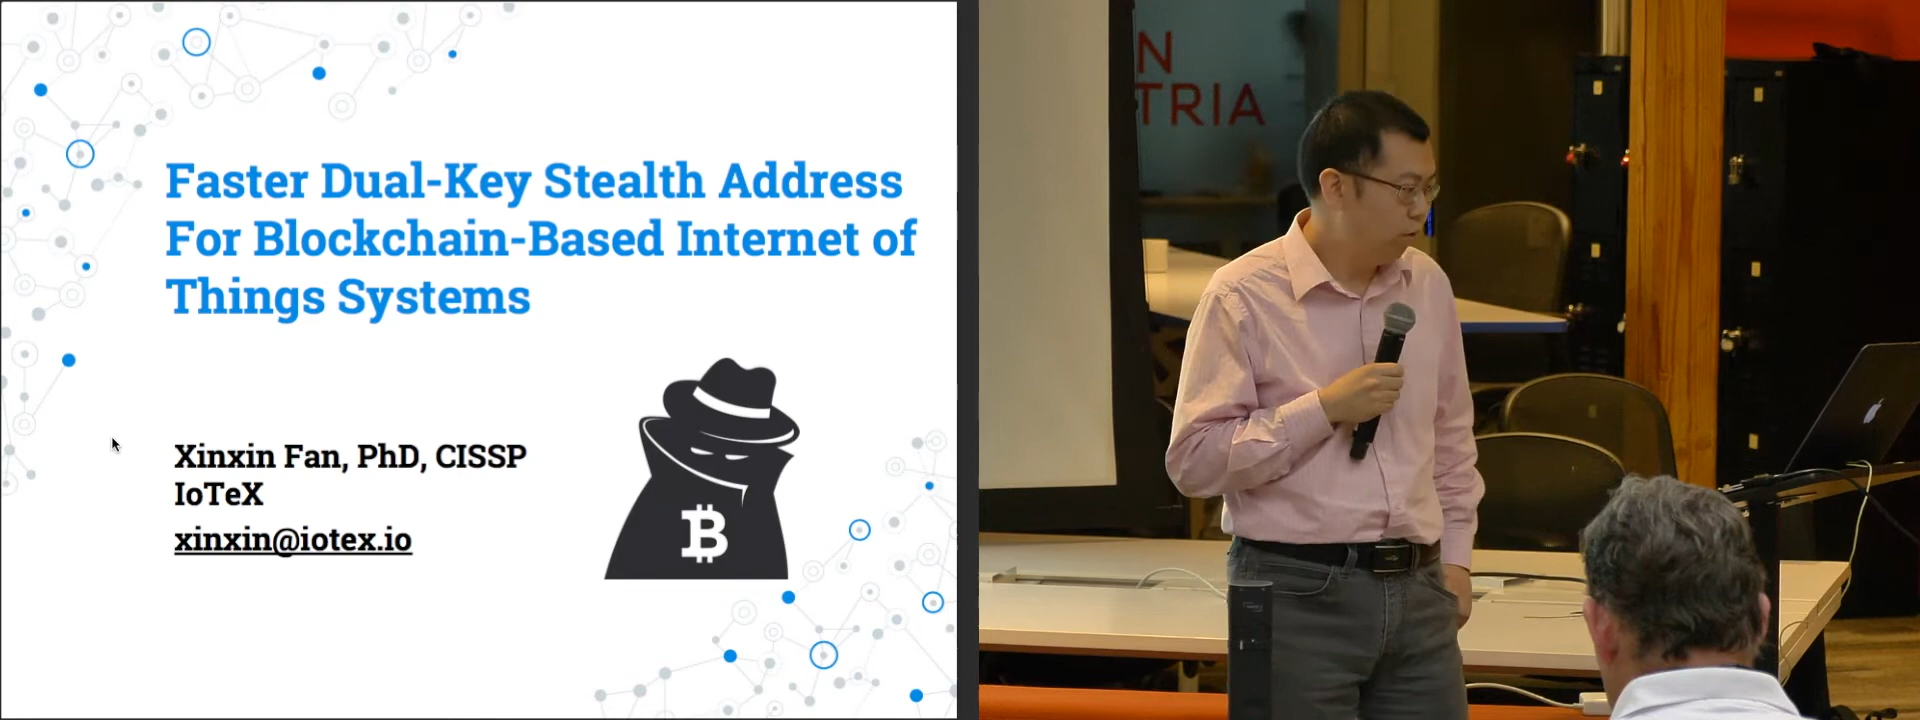 Faster Dual-Key Stealth Address
For Blockchain-Based Internet of
Things Systems
Xinxin Fan, PhD, CISSP
IoTeX
xinxin@iotex.io
B
N
TRIA